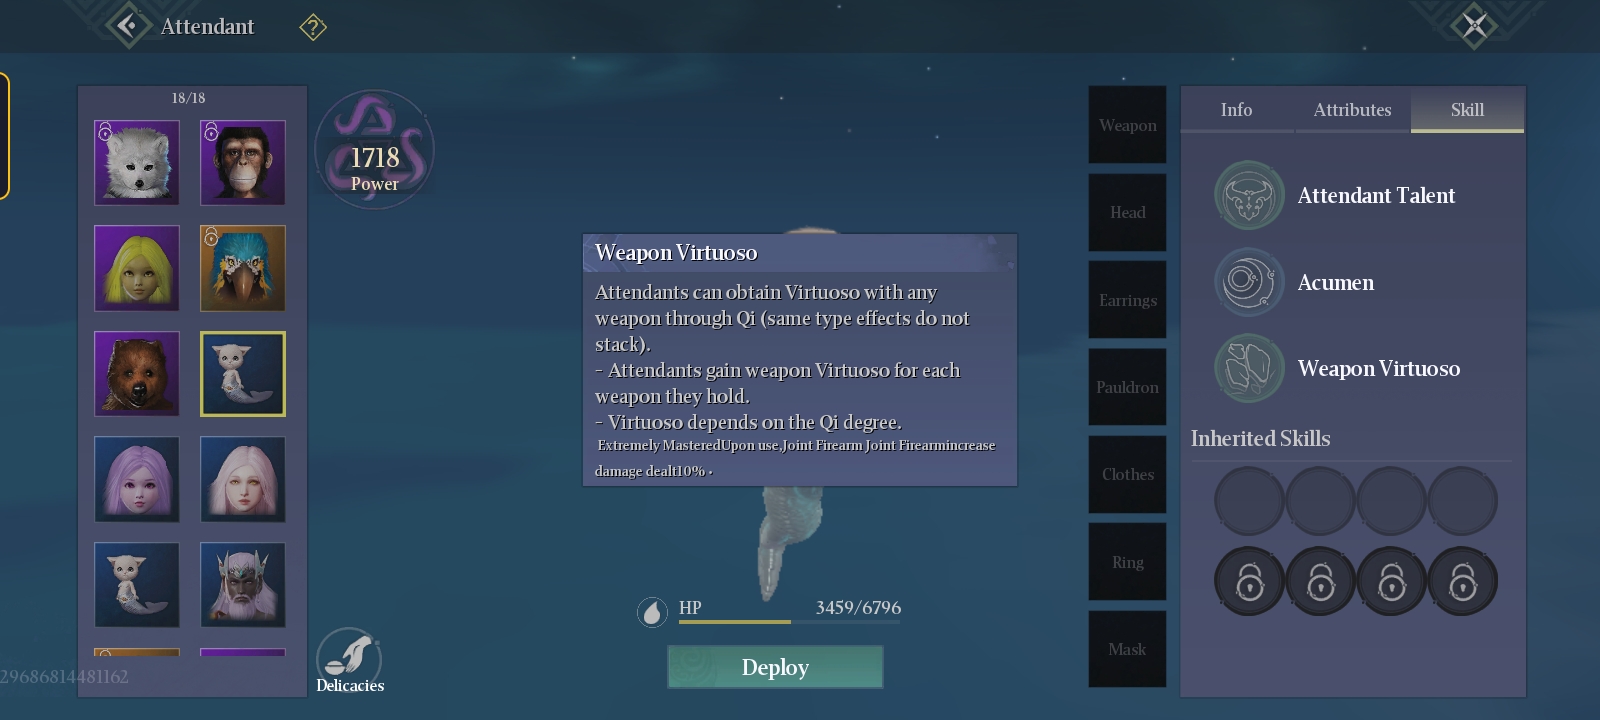 Attendant
?
18/18
1718
Power
Weapon Virtuoso
Attendants can obtain Virtuoso with any
weapon through Qi (same type effects do not
stack).
- Attendants gain weapon Virtuoso for each
weapon they hold.
- Virtuoso depends on the Qi degree.
Extremely MasteredUpon use,Joint Firearm Joint Firearmincrease
damage dealt10% .
HP
3459/6796
Deploy
Delicacies
29686814481162
Weapon
Head
Earrings
Pauldron
Clothes
Ring
Mask
Info
Attributes
Skill
Attendant Talent
Acumen
Weapon Virtuoso
Inherited Skills